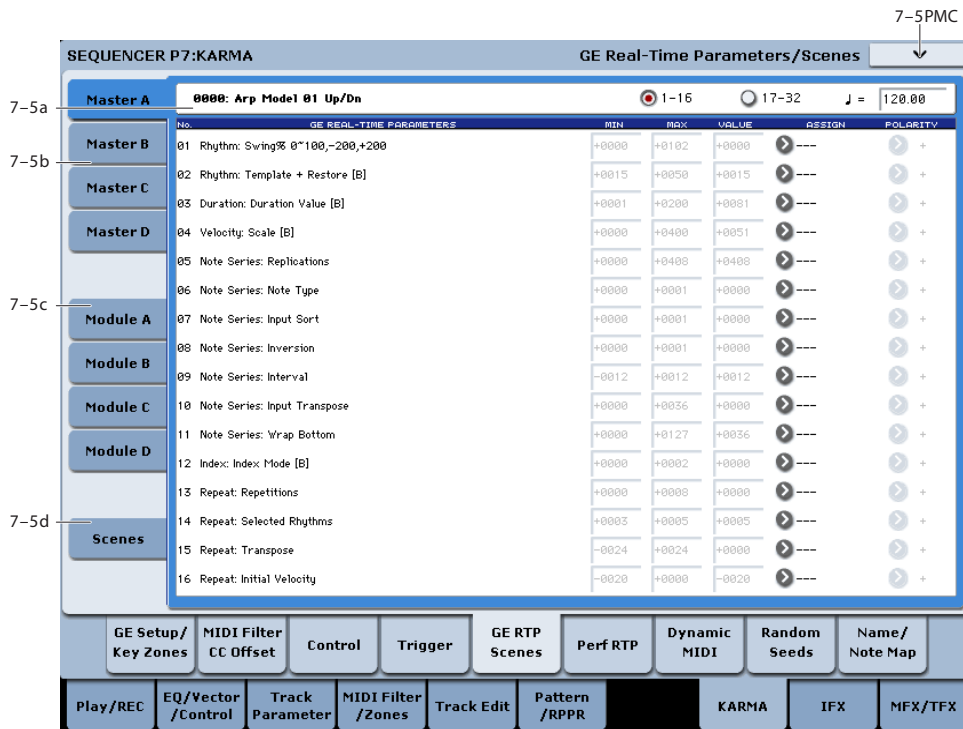 7–5PMC
SEQUENCER P7:KARMA GE Real-Time Parameters/Scenes
7–5a
Master A
0000: Arp Model 01 Up/Dn 1-16 17-32 ♩ = 120.00
No. GE REAL-TIME PARAMETERS MIN MAX VALUE ASSIGN POLARITY
01 Rhythm: Swing% 0~100,-200,+200 +0000 +0102 +0000 --- +
02 Rhythm: Template + Restore [B] +0015 +0050 +0015 --- +
03 Duration: Duration Value [B] +0001 +0200 +0081 --- +
04 Velocity: Scale [B] +0000 +0400 +0051 --- +
05 Note Series: Replications +0000 +0408 +0408 --- +
06 Note Series: Note Type +0000 +0001 +0000 --- +
07 Note Series: Input Sort +0000 +0001 +0000 --- +
08 Note Series: Inversion +0000 +0001 +0000 --- +
09 Note Series: Interval -0012 +0012 +0012 --- +
10 Note Series: Input Transpose +0000 +0036 +0000 --- +
11 Note Series: Wrap Bottom +0000 +0127 +0036 --- +
12 Index: Index Mode [B] +0000 +0002 +0000 --- +
13 Repeat: Repetitions +0000 +0008 +0000 --- +
14 Repeat: Selected Rhythms +0003 +0005 +0005 --- +
15 Repeat: Transpose -0024 +0024 +0000 --- +
16 Repeat: Initial Velocity -0020 +0000 -0020 --- +
Master B
7–5b
Master C
Master D
7–5c
Module A
Module B
Module C
Module D
7–5d
Scenes
GE Setup/
Key Zones
MIDI Filter
CC Offset
Control
Trigger
GE RTP
Scenes
Perf RTP
Dynamic
MIDI
Random
Seeds
Name/
Note Map
Play/REC
EQ/Vector
/Control
Track
Parameter
MIDI Filter
/Zones
Track Edit
Pattern
/RPPR
KARMA
IFX
MFX/TFX